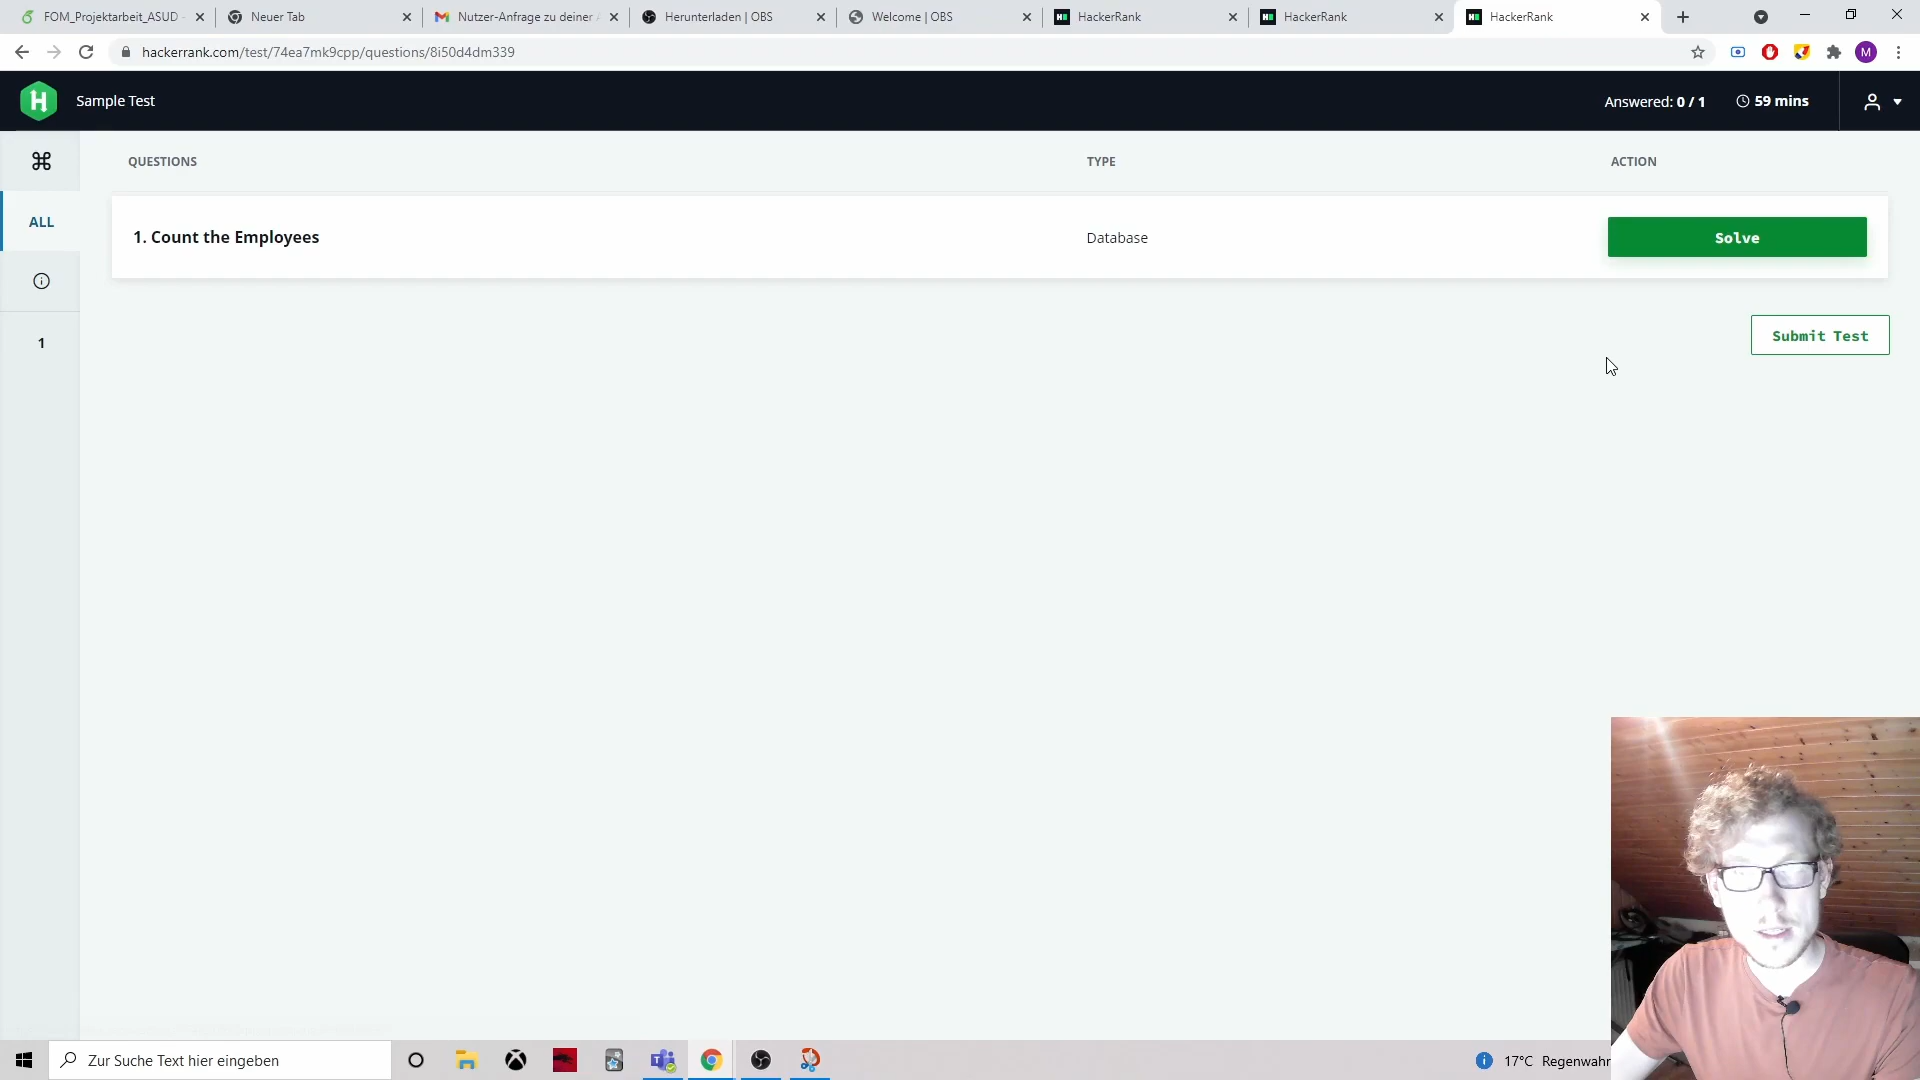 FOM_Projektarbeit_ASUD
Neuer Tab
Nutzer-Anfrage zu deiner
Herunterladen | OBS
Welcome | OBS
HackerRank
HackerRank
HackerRank
hackerrank.com/test/74ea7mk9cpp/questions/8i50d4dm339
M
Sample Test
Answered: 0 / 1
59 mins
QUESTIONS
TYPE
ACTION
ALL
1. Count the Employees
Database
Solve
Submit Test
1
Zur Suche Text hier eingeben
17°C Regenwahr